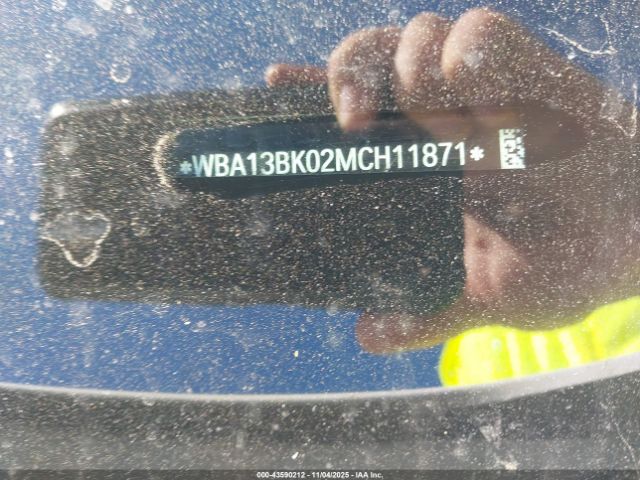 *WBA13BK02MCH11871*
000-43590212 - 11/04/2025 - IAA Inc.